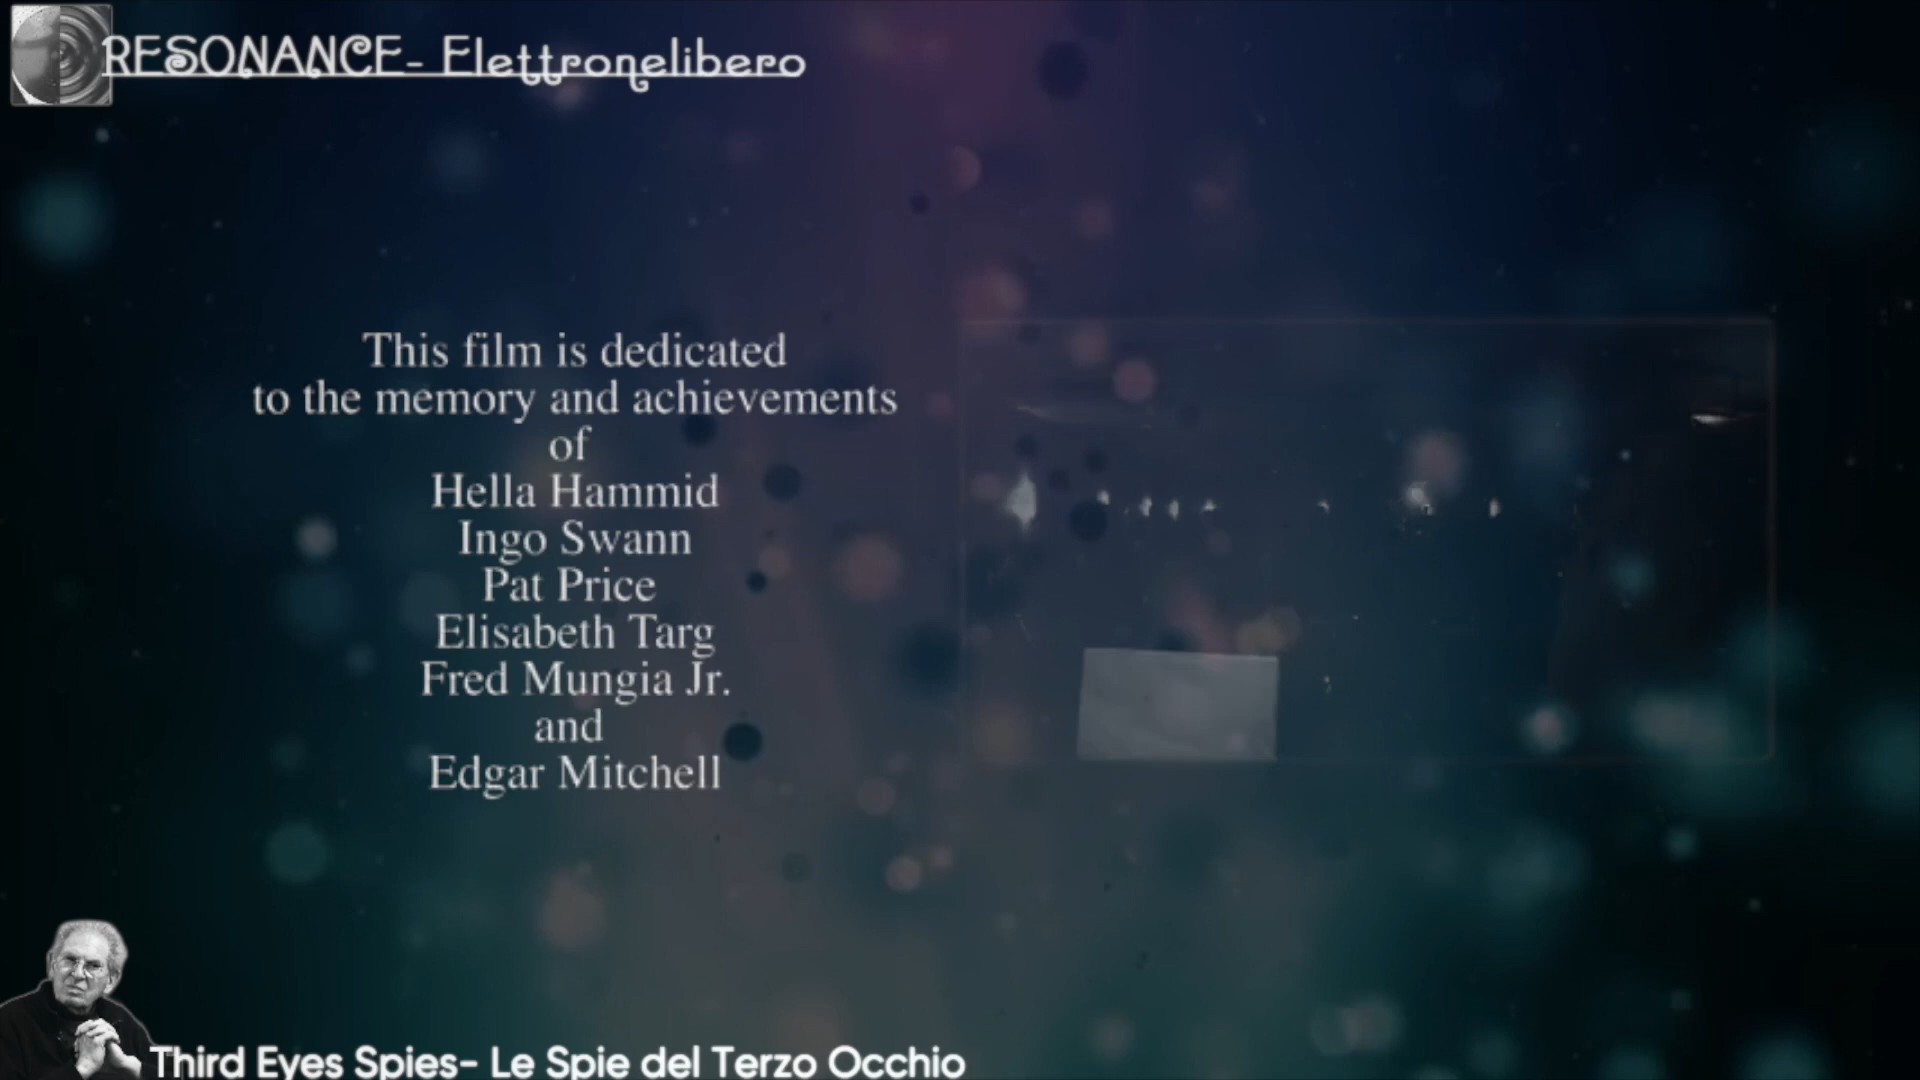 RESONANCE- Elettronelibero
This film is dedicated
to the memory and achievements
of
Hella Hammid
Ingo Swann
Pat Price
Elisabeth Targ
Fred Mungia Jr.
and
Edgar Mitchell
Third Eyes Spies- Le Spie del Terzo Occhio